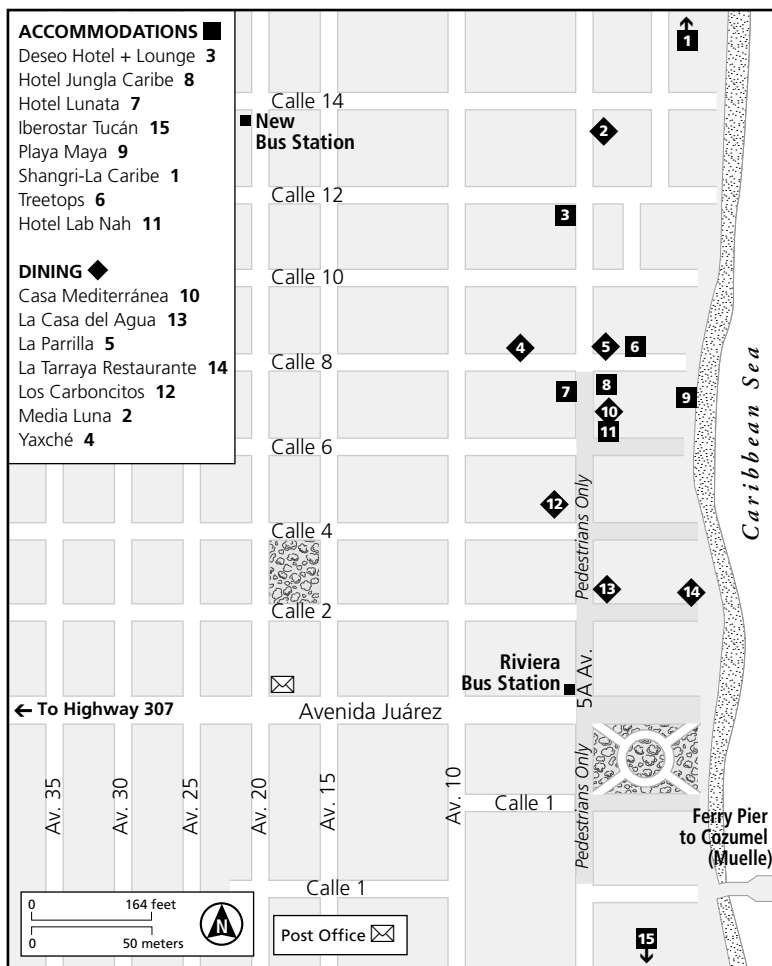 ACCOMMODATIONS
Deseo Hotel + Lounge 3
Hotel Jungla Caribe 8
Hotel Lunata 7
Iberostar Tucán 15
Playa Maya 9
Shangri-La Caribe 1
Treetops 6
Hotel Lab Nah 11
DINING
Casa Mediterránea 10
La Casa del Agua 13
La Parrilla 5
La Tarraya Restaurante 14
Los Carboncitos 12
Media Luna 2
Yaxché 4
1
Calle 14
New
Bus Station
2
Calle 12
3
Calle 10
4
5
6
Calle 8
7
8
9
10
11
Calle 6
12
Pedestrians Only
Calle 4
13
14
Calle 2
Caribbean Sea
Riviera
Bus Station
5A Av.
To Highway 307
Avenida Juárez
Av. 35
Av. 30
Av. 25
Av. 20
Av. 15
Av. 10
Calle 1
Pedestrians Only
Ferry Pier
to Cozumel
(Muelle)
Calle 1
0 164 feet
0 50 meters
N
Post Office
15